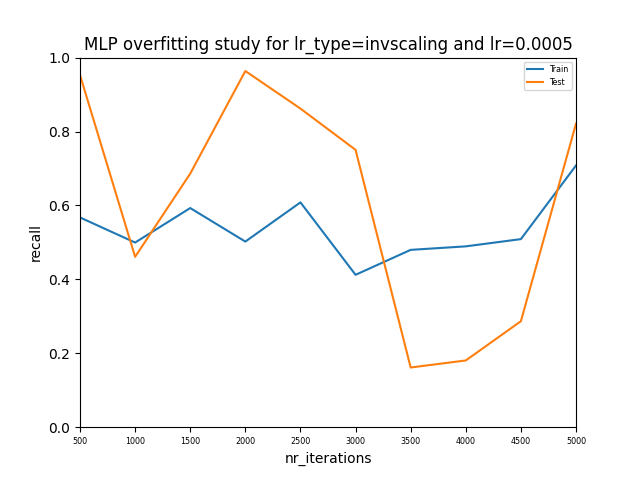 MLP overfitting study for lr_type=invscaling and lr=0.0005
Train
Test
1.0
0.8
0.6
0.4
0.2
0.0
recall
500 1000 1500 2000 2500 3000 3500 4000 4500 5000
nr_iterations